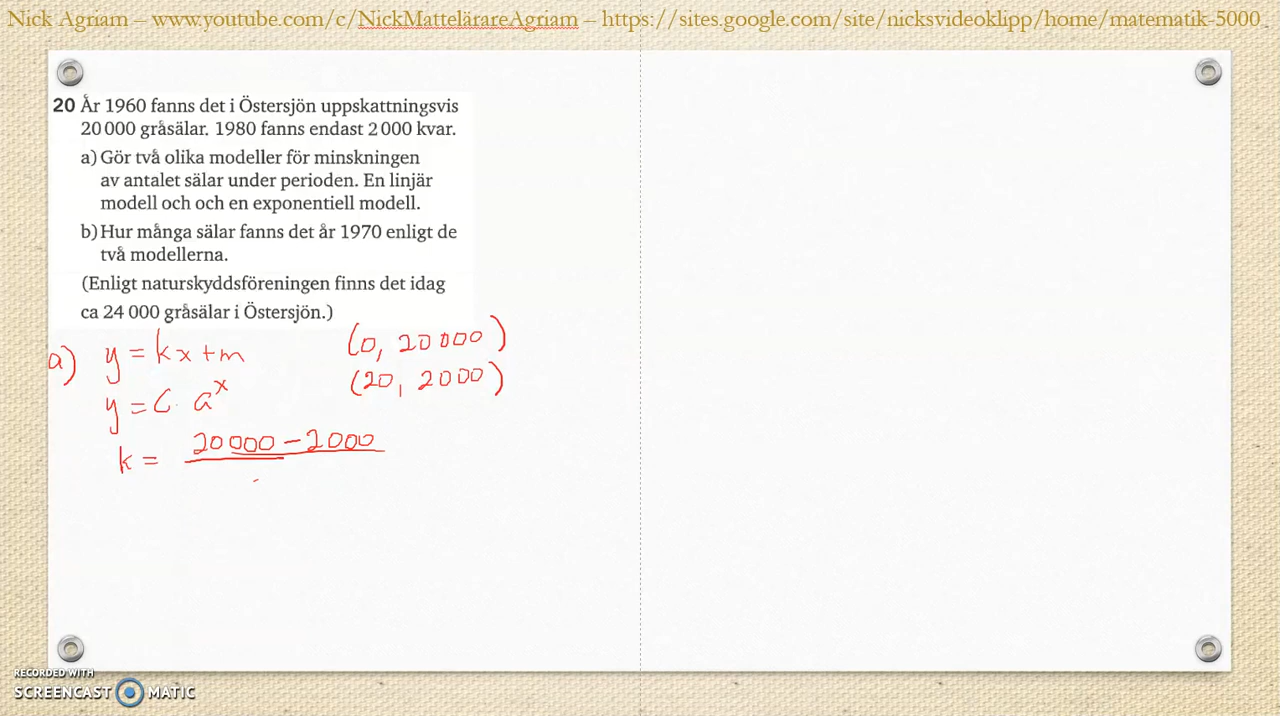 Nick Agriam – www.youtube.com/c/NickMattelärareAgriam – https://sites.google.com/site/nicksvideoklipp/home/matematik-5000
20 År 1960 fanns det i Östersjön uppskattningsvis
20 000 gråsälar. 1980 fanns endast 2 000 kvar.
a) Gör två olika modeller för minskningen
av antalet sälar under perioden. En linjär
modell och och en exponentiell modell.
b) Hur många sälar fanns det år 1970 enligt de
två modellerna.
(Enligt naturskyddsföreningen finns det idag
ca 24 000 gråsälar i Östersjön.)
a) y = kx + m (0, 20000)
(20, 2000)
y = C · a^x
k = 20000 – 2000
RECORDED WITH
SCREENCAST MATIC